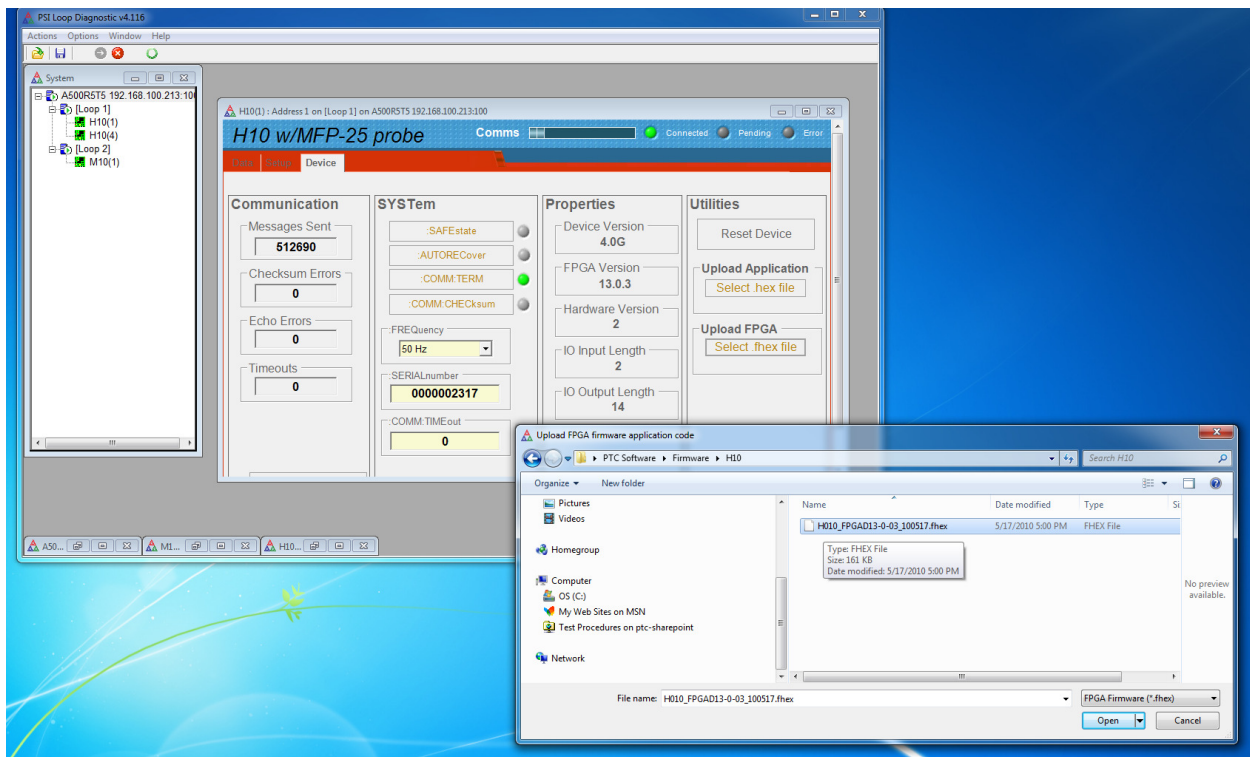 PSI Loop Diagnostic v4.116
Actions Options Window Help
System
A500R5T5 192.168.100.213:10
[Loop 1]
H10(1)
H10(4)
[Loop 2]
M10(1)
H10(1) : Address 1 on [Loop 1] on A500R5T5 192.168.100.213:100
H10 w/MFP-25 probe
Comms
Connected
Pending
Error
Device
Communication
Messages Sent
512690
Checksum Errors
0
Echo Errors
0
Timeouts
0
SYSTem
:SAFEstate
:AUTORECover
:COMM:TERM
:COMM:CHECksum
:FREQuency
50 Hz
:SERIALnumber
0000002317
:COMM:TIMEout
0
Properties
Device Version
4.0G
FPGA Version
13.0.3
Hardware Version
2
IO Input Length
2
IO Output Length
14
Utilities
Reset Device
Upload Application
Select .hex file
Upload FPGA
Select .fhex file
A50...
M1...
H10...
Upload FPGA firmware application code
PTC Software
Firmware
H10
Search H10
Organize
New folder
Pictures
Videos
Homegroup
Computer
OS (C:)
My Web Sites on MSN
Test Procedures on ptc-sharepoint
Network
Name Date modified Type Si
H010_FPGAD13-0-03_100517.fhex 5/17/2010 5:00 PM FHEX File
Type: FHEX File
Size: 161 KB
Date modified: 5/17/2010 5:00 PM
No preview
available.
File name: H010_FPGAD13-0-03_100517.fhex
FPGA Firmware (*.fhex)
Open
Cancel